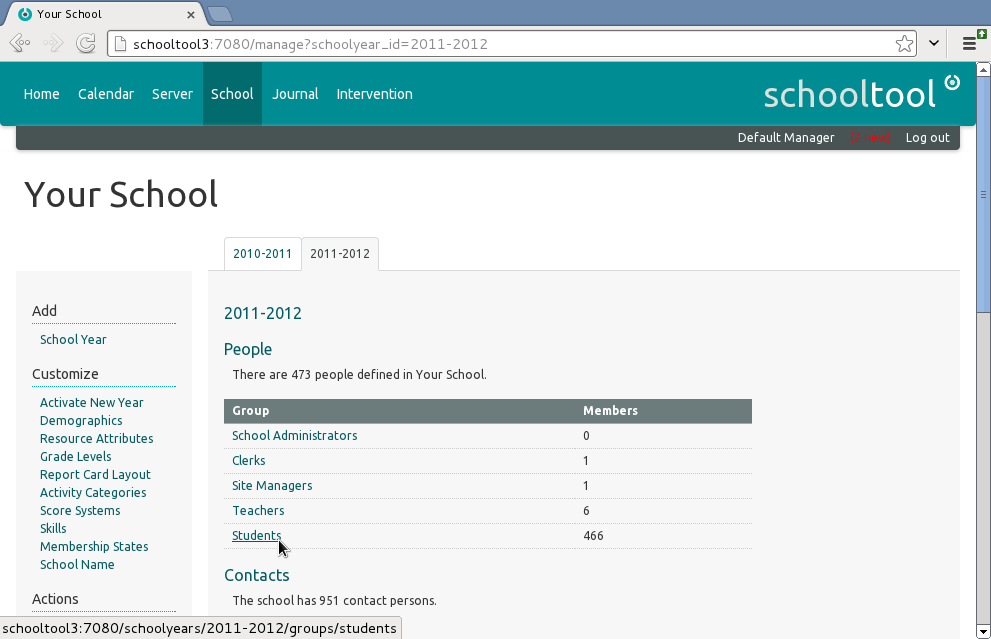 Your School
schooltool3:7080/manage?schoolyear_id=2011-2012
Home Calendar Server School Journal Intervention
schooltool
Default Manager Log out
Your School
2010-2011 2011-2012
Add
School Year
Customize
Activate New Year
Demographics
Resource Attributes
Grade Levels
Report Card Layout
Activity Categories
Score Systems
Skills
Membership States
School Name
Actions
2011-2012
People
There are 473 people defined in Your School.
Group Members
School Administrators 0
Clerks 1
Site Managers 1
Teachers 6
Students 466
Contacts
The school has 951 contact persons.
schooltool3:7080/schoolyears/2011-2012/groups/students